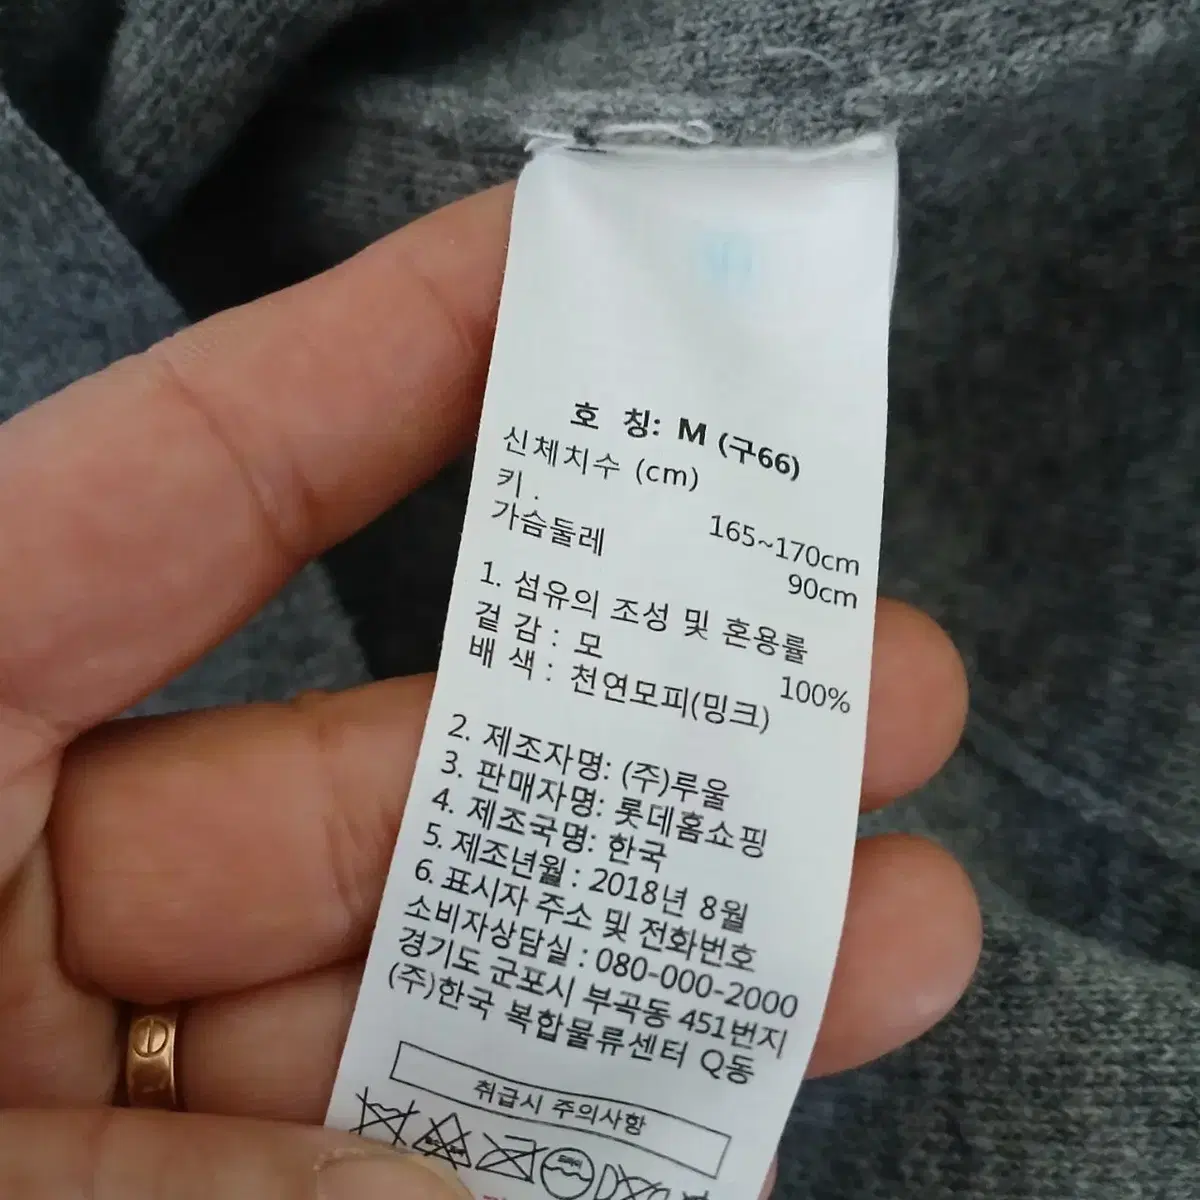 호 칭: M (구66)
신체치수 (cm)
키 . 165~170cm
가슴둘레 90cm
1. 섬유의 조성 및 혼용률
겉 감 : 모 100%
배 색 : 천연모피(밍크)
2. 제조자명: (주)루울
3. 판매자명: 롯데홈쇼핑
4. 제조국명: 한국
5. 제조년월 : 2018년 8월
6. 표시자 주소 및 전화번호
소비자상담실 : 080-000-2000
경기도 군포시 부곡동 451번지
(주)한국 복합물류센터 Q동
취급시 주의사항
드라이